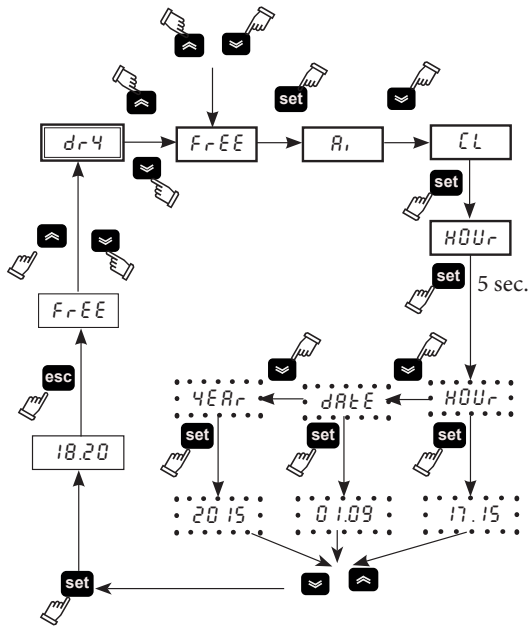 set
dr4
FrEE
Ai
CL
set
HOUr
set
5 sec.
FrEE
esc
YEAr
dAtE
HOUr
set
set
set
18.20
2015
01.09
17.15
set